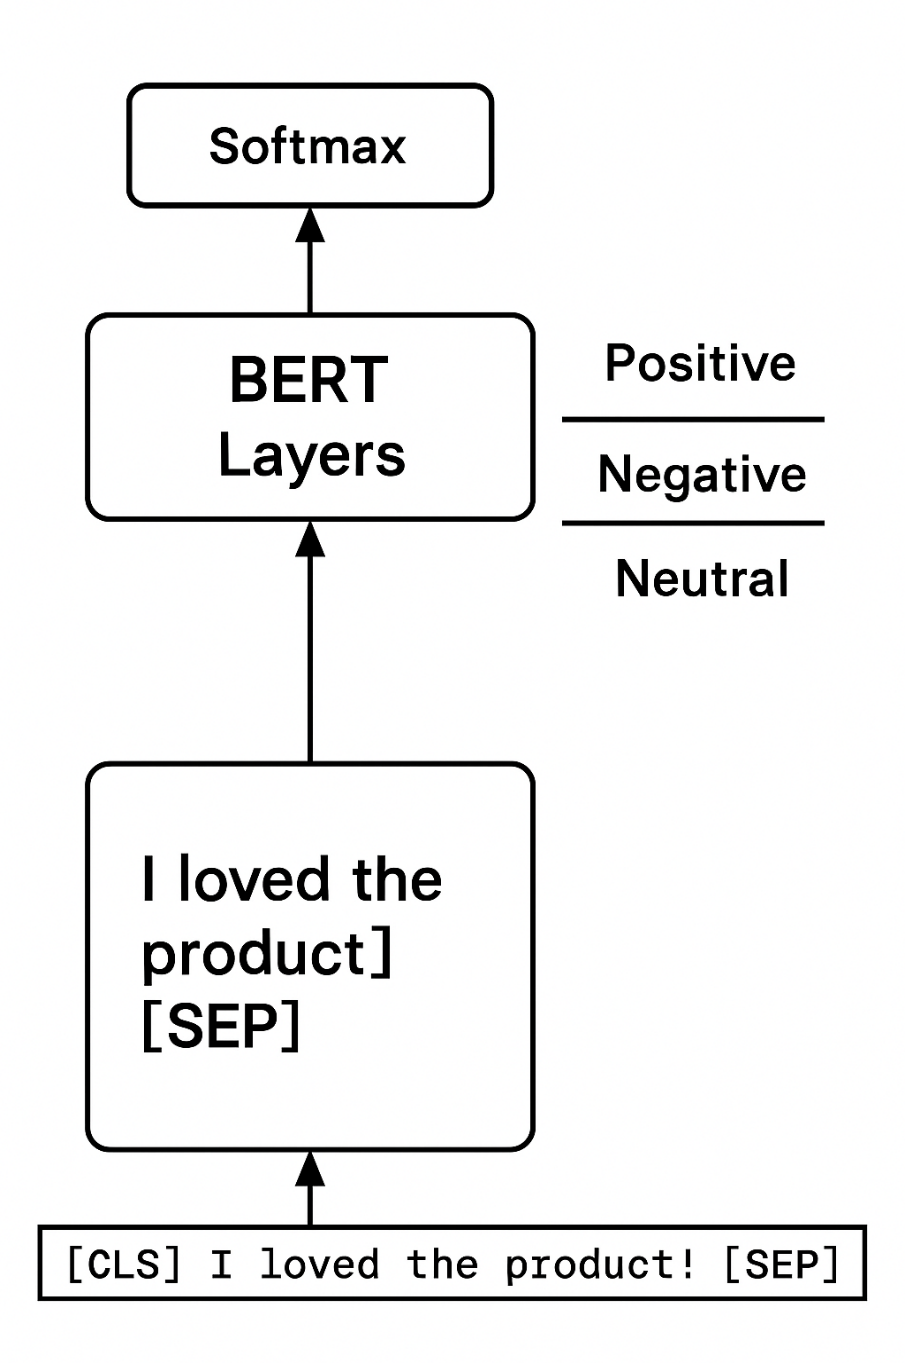 Softmax
BERT
Layers
Positive
Negative
Neutral
I loved the
product]
[SEP]
[CLS] I loved the product! [SEP]